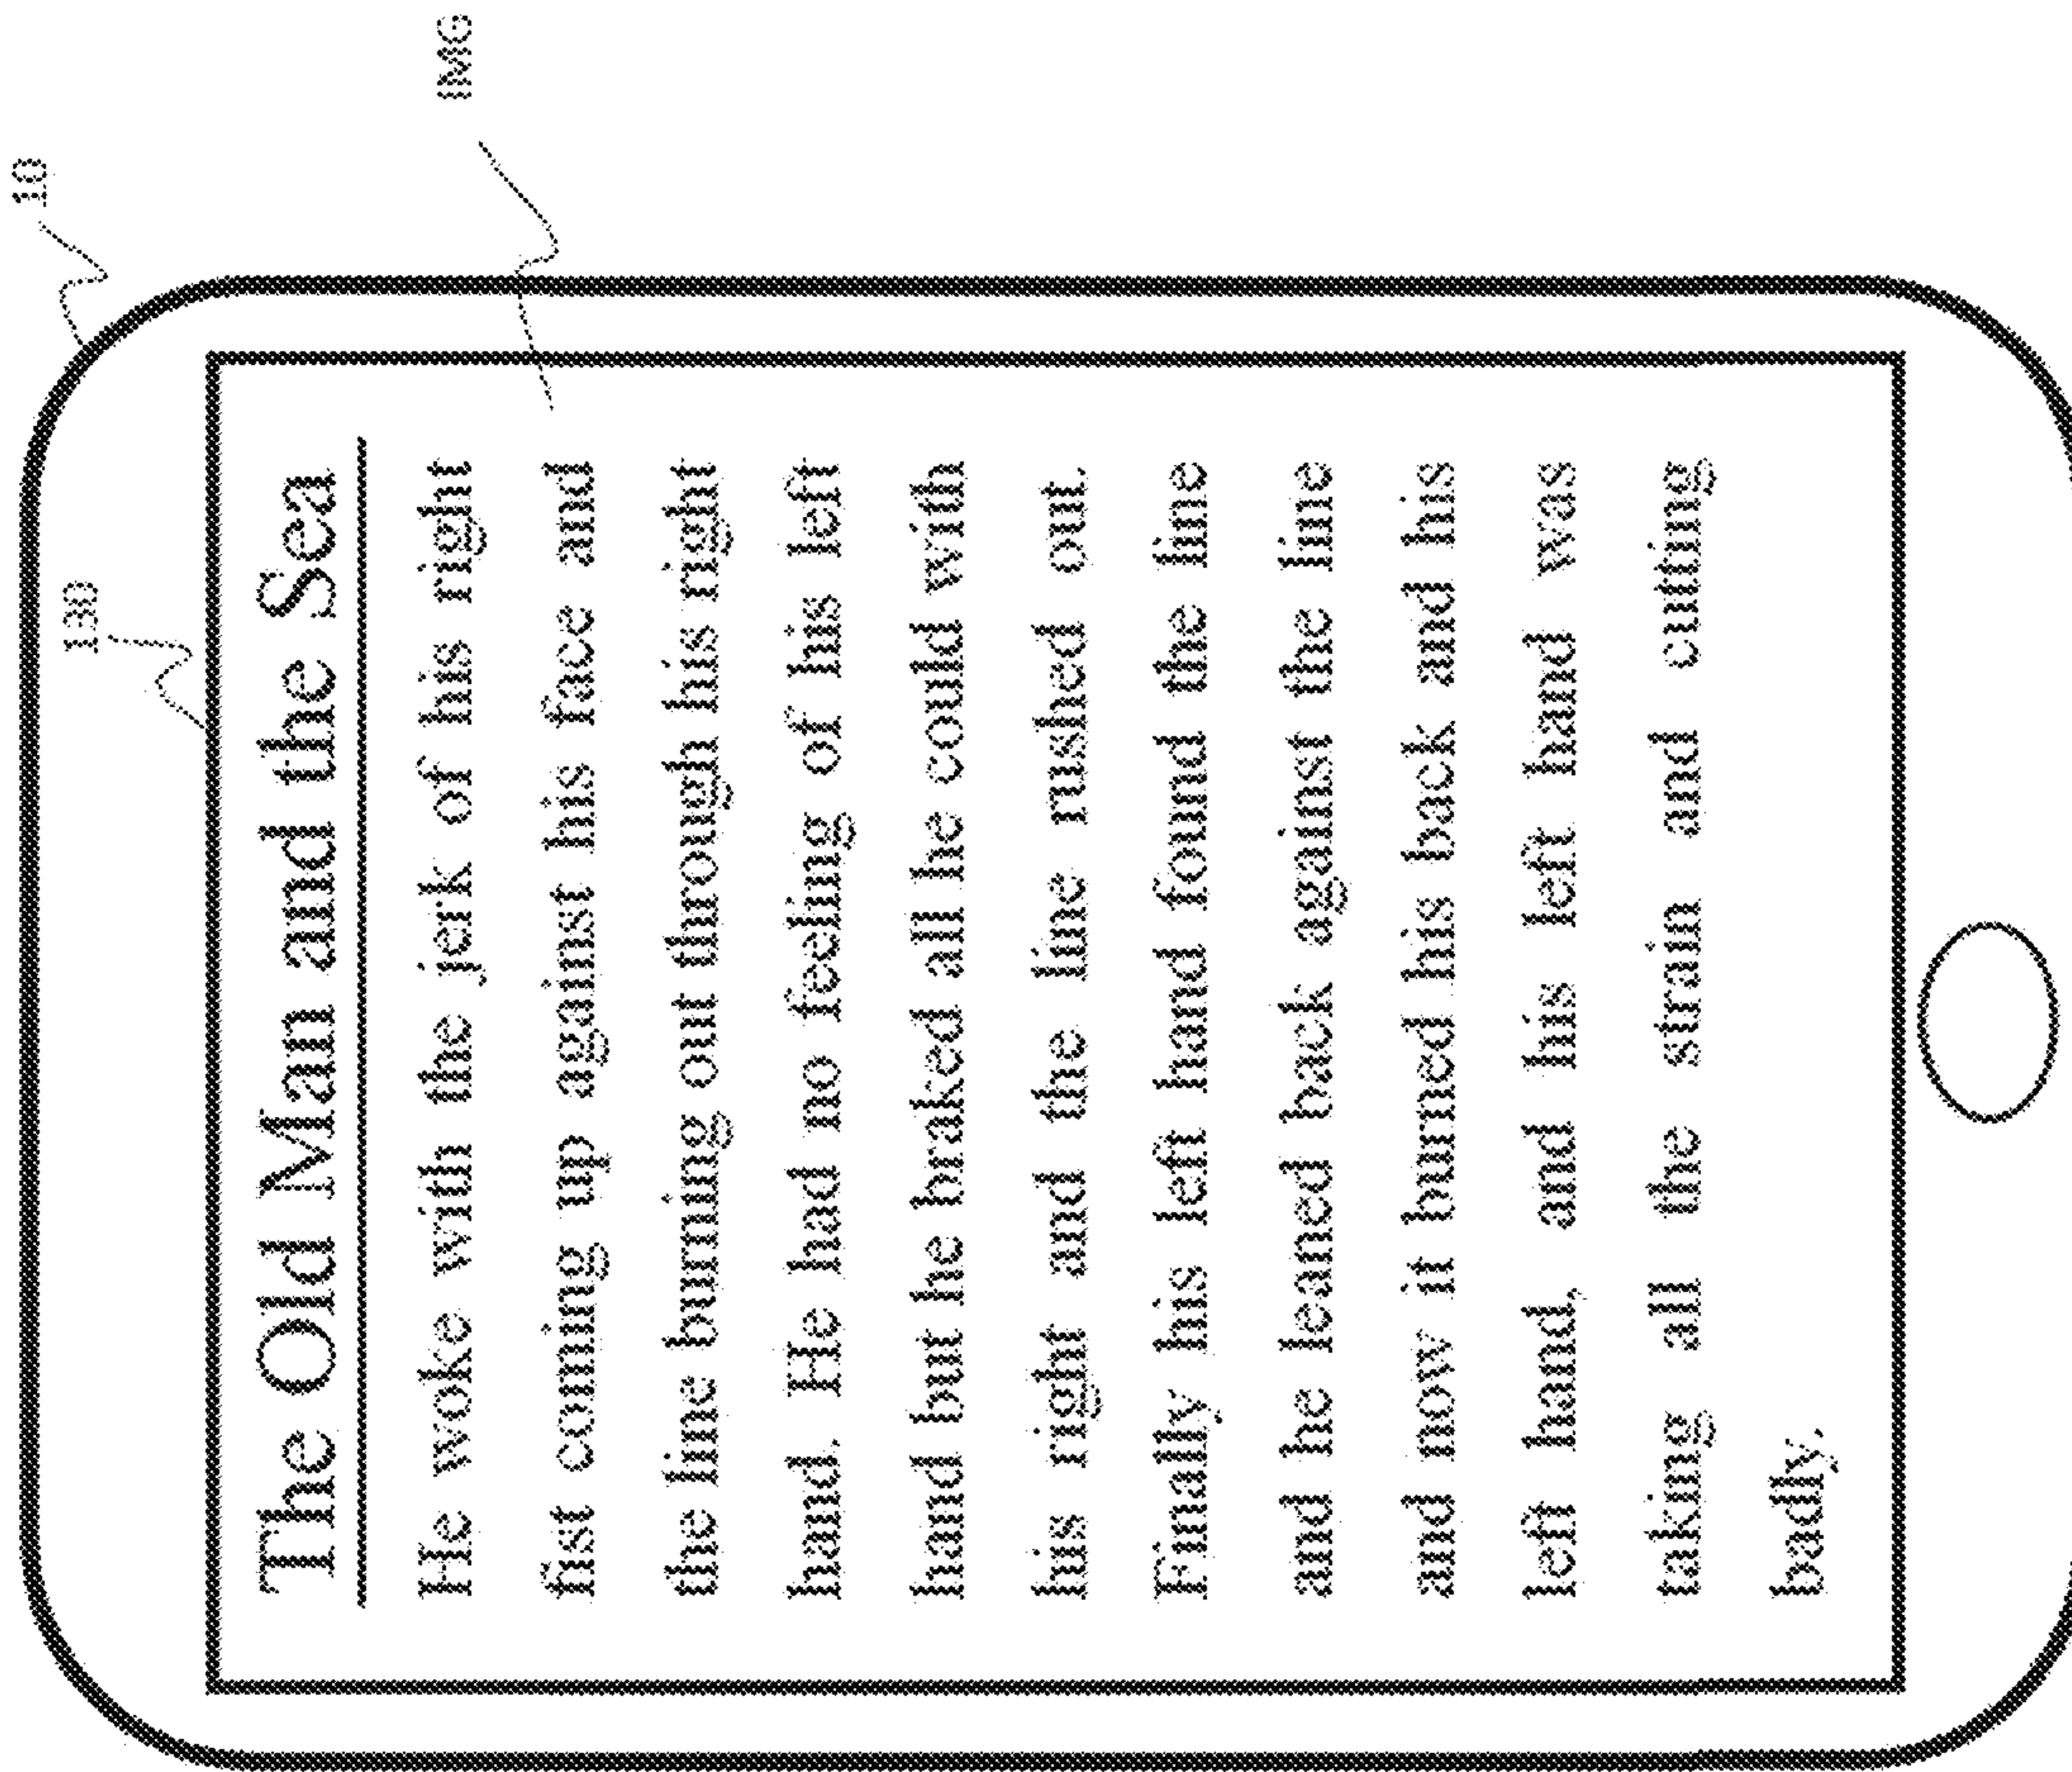 10
130
IMG
The Old Man and the Sea
He woke with the jerk of his right
fist coming up against his face and
the line burning out through his right
hand. He had no feeling of his left
hand but he braked all he could with
his right and the line rushed out.
Finally his left hand found the line
and he leaned back against the line
and now it burned his back and his
left hand, and his left hand was
taking all the strain and cutting
badly.